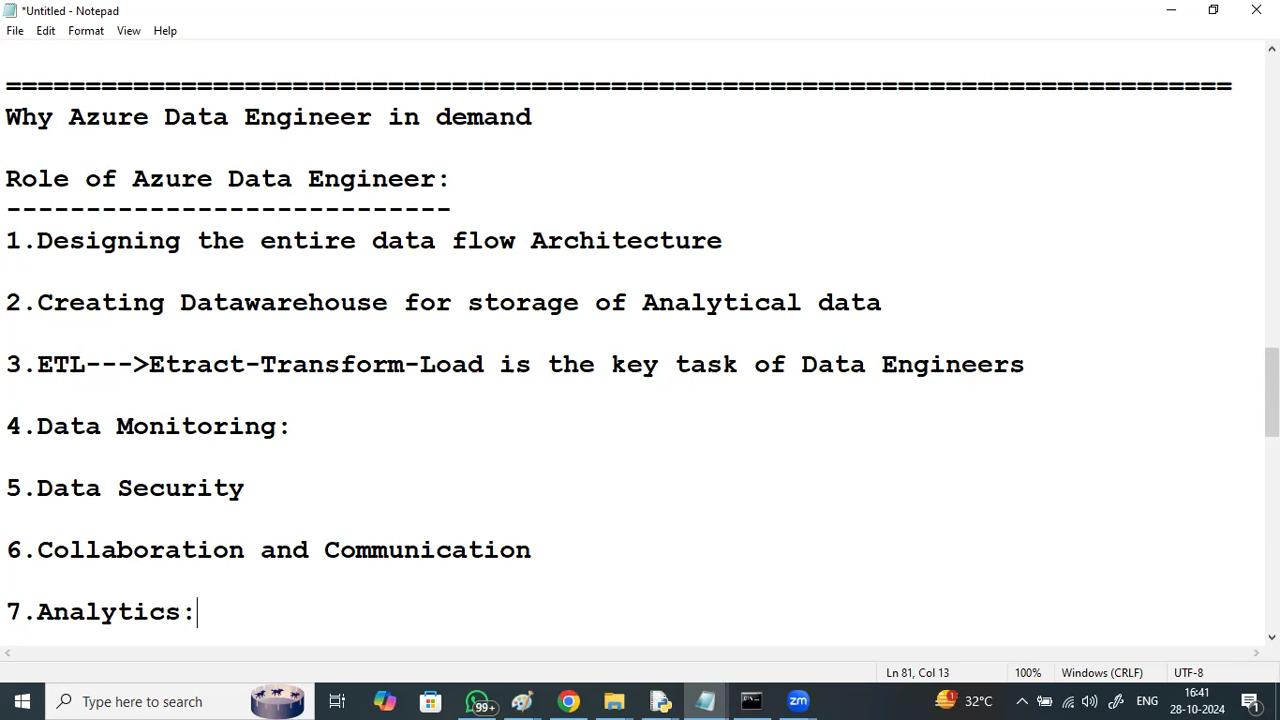 *Untitled - Notepad
File Edit Format View Help
=============================================================================
Why Azure Data Engineer in demand
Role of Azure Data Engineer:
----------------------------
1.Designing the entire data flow Architecture
2.Creating Datawarehouse for storage of Analytical data
3.ETL--->Etract-Transform-Load is the key task of Data Engineers
4.Data Monitoring:
5.Data Security
6.Collaboration and Communication
7.Analytics:
Ln 81, Col 13 100% Windows (CRLF) UTF-8
Type here to search 99+ zm 1 32°C ENG 16:41 1
28-10-2024